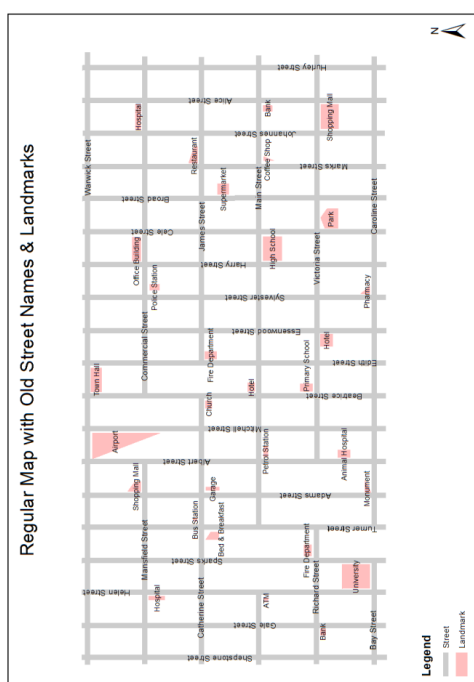 Regular Map with Old Street Names & Landmarks
N
Warwick Street
Hurley Street
Alice Street
Johannes Street
Marks Street
Broad Street
Cale Street
Harry Street
Sylvester Street
Essenwood Street
Edith Street
Beatrice Street
Mitchell Street
Albert Street
Adams Street
Turner Street
Sparks Street
Helen Street
Gale Street
Shepstone Street
Commercial Street
Mansfield Street
James Street
Catherine Street
Main Street
Victoria Street
Richard Street
Caroline Street
Bay Street
Town Hall
Airport
Shopping Mall
Hospital
Office Building
Police Station
Hospital
Restaurant
Supermarket
Fire Department
Church
Garage
Bus Station
Bed & Breakfast
Bank
Coffee Shop
High School
Hotel
Petrol Station
ATM
Shopping Mall
Park
Hotel
Primary School
Animal Hospital
Fire Department
Bank
Pharmacy
Monument
University
Legend
Street
Landmark